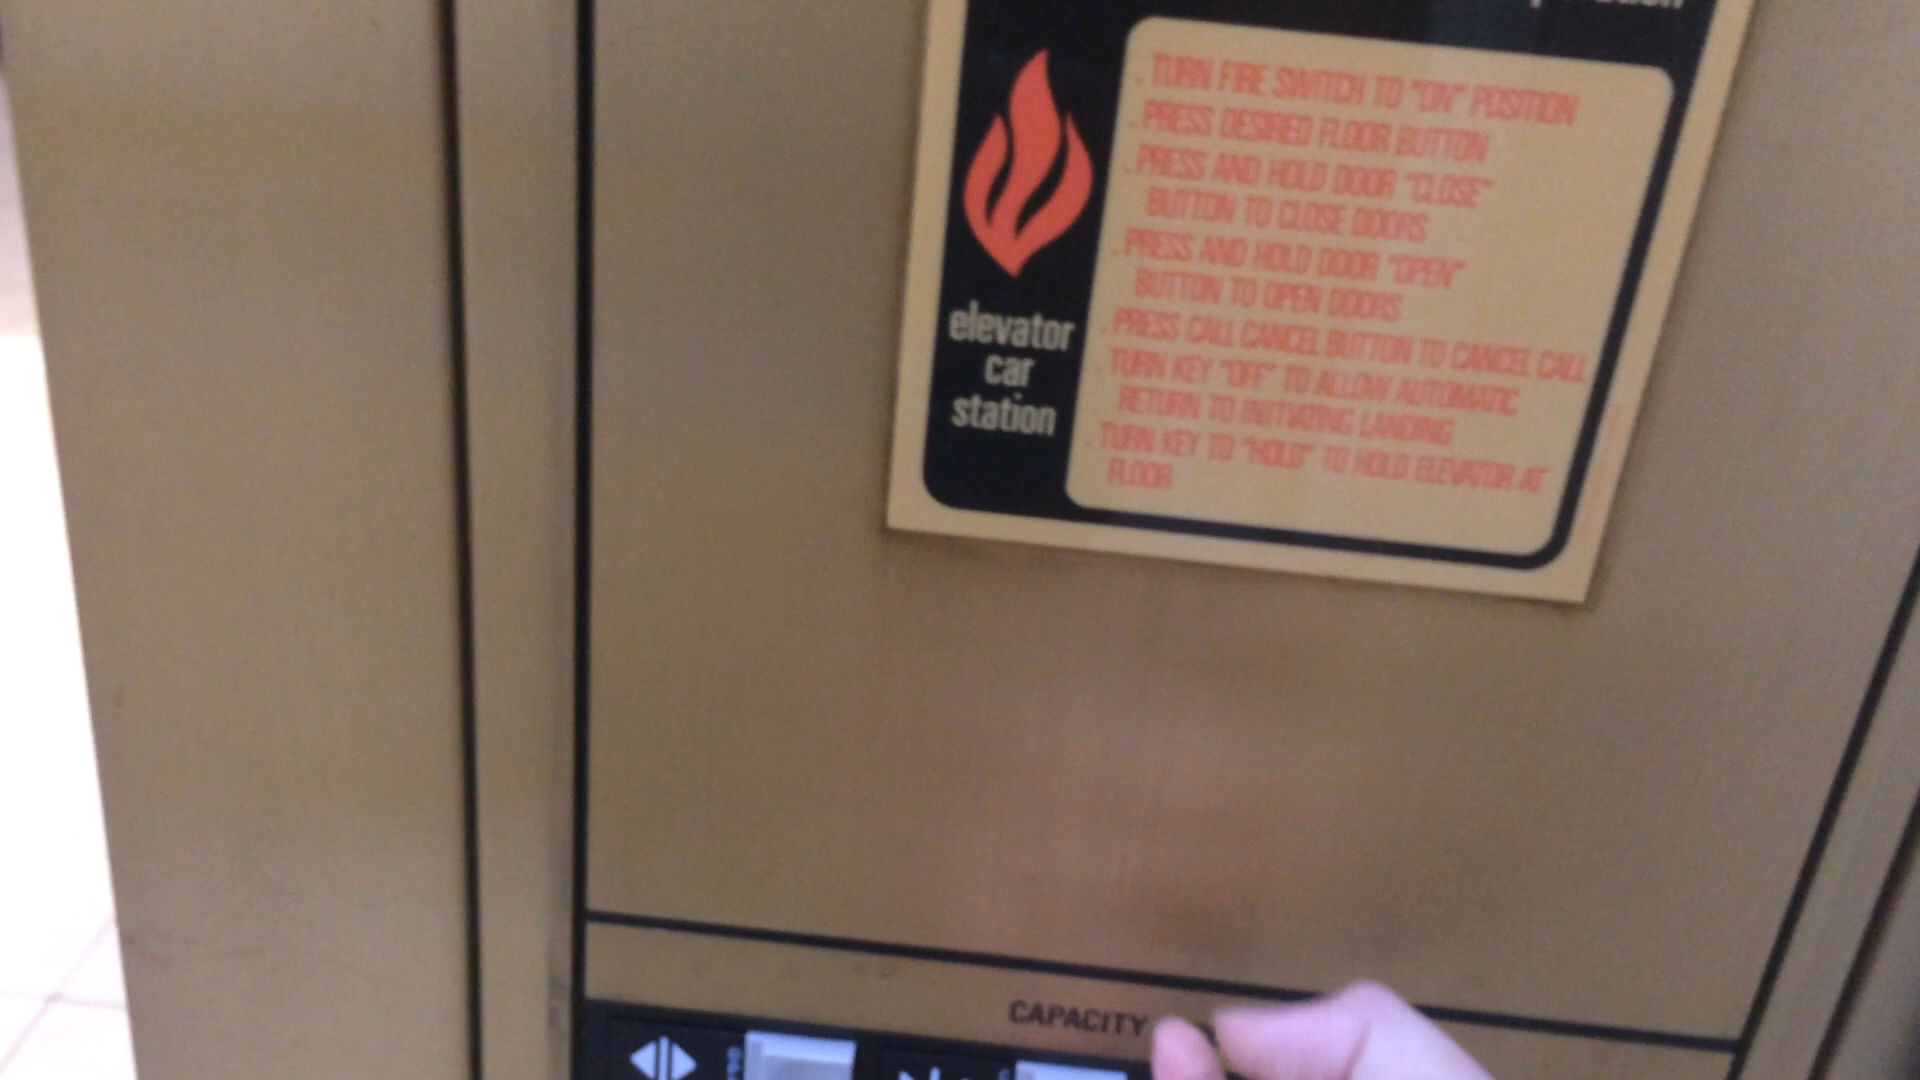 elevator
car
station
. TURN FIRE SWITCH TO "ON" POSITION
. PRESS DESIRED FLOOR BUTTON
. PRESS AND HOLD DOOR "CLOSE"
BUTTON TO CLOSE DOORS
. PRESS AND HOLD DOOR "OPEN"
BUTTON TO OPEN DOORS
. PRESS CALL CANCEL BUTTON TO CANCEL CALL
. TURN KEY "OFF" TO ALLOW AUTOMATIC
RETURN TO INITIATING LANDING
. TURN KEY TO "HOLD" TO HOLD ELEVATOR AT
FLOOR
CAPACITY